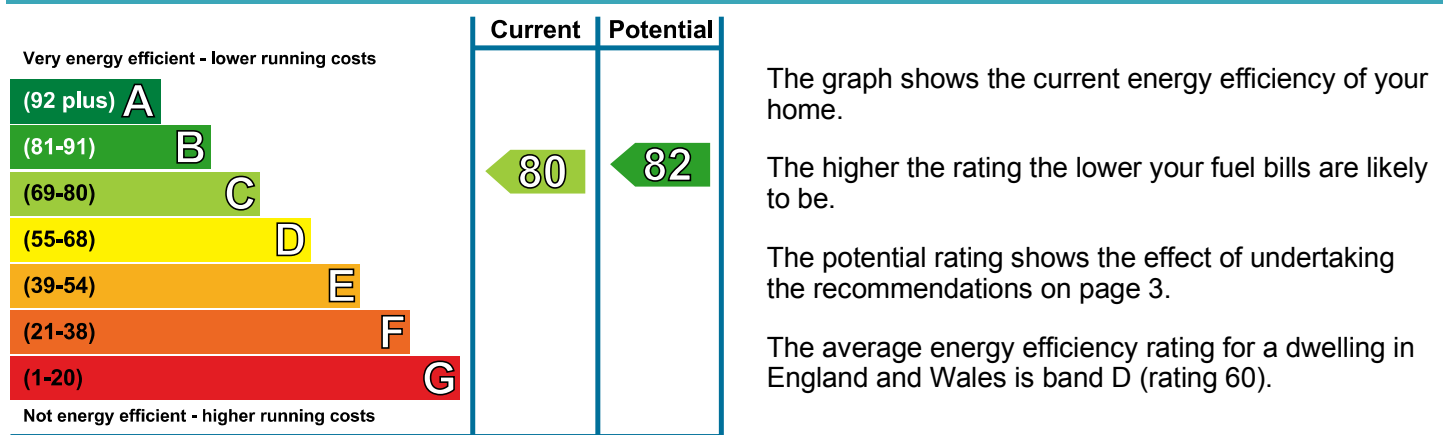 Current Potential
Very energy efficient - lower running costs
(92 plus) A
(81-91) B
(69-80) C
(55-68) D
(39-54) E
(21-38) F
(1-20) G
Not energy efficient - higher running costs
80
82
The graph shows the current energy efficiency of your
home.
The higher the rating the lower your fuel bills are likely
to be.
The potential rating shows the effect of undertaking
the recommendations on page 3.
The average energy efficiency rating for a dwelling in
England and Wales is band D (rating 60).